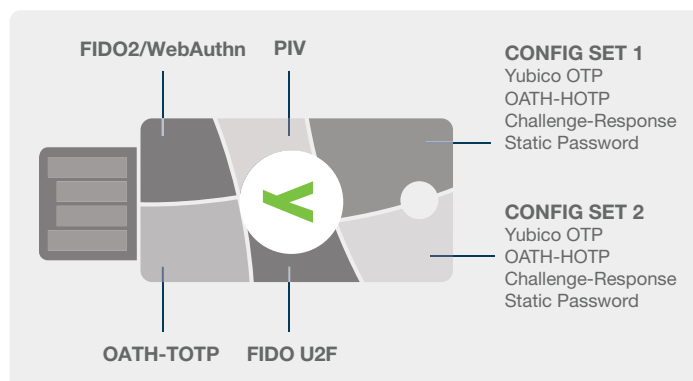 FIDO2/WebAuthn
PIV
CONFIG SET 1
Yubico OTP
OATH-HOTP
Challenge-Response
Static Password
CONFIG SET 2
Yubico OTP
OATH-HOTP
Challenge-Response
Static Password
OATH-TOTP
FIDO U2F